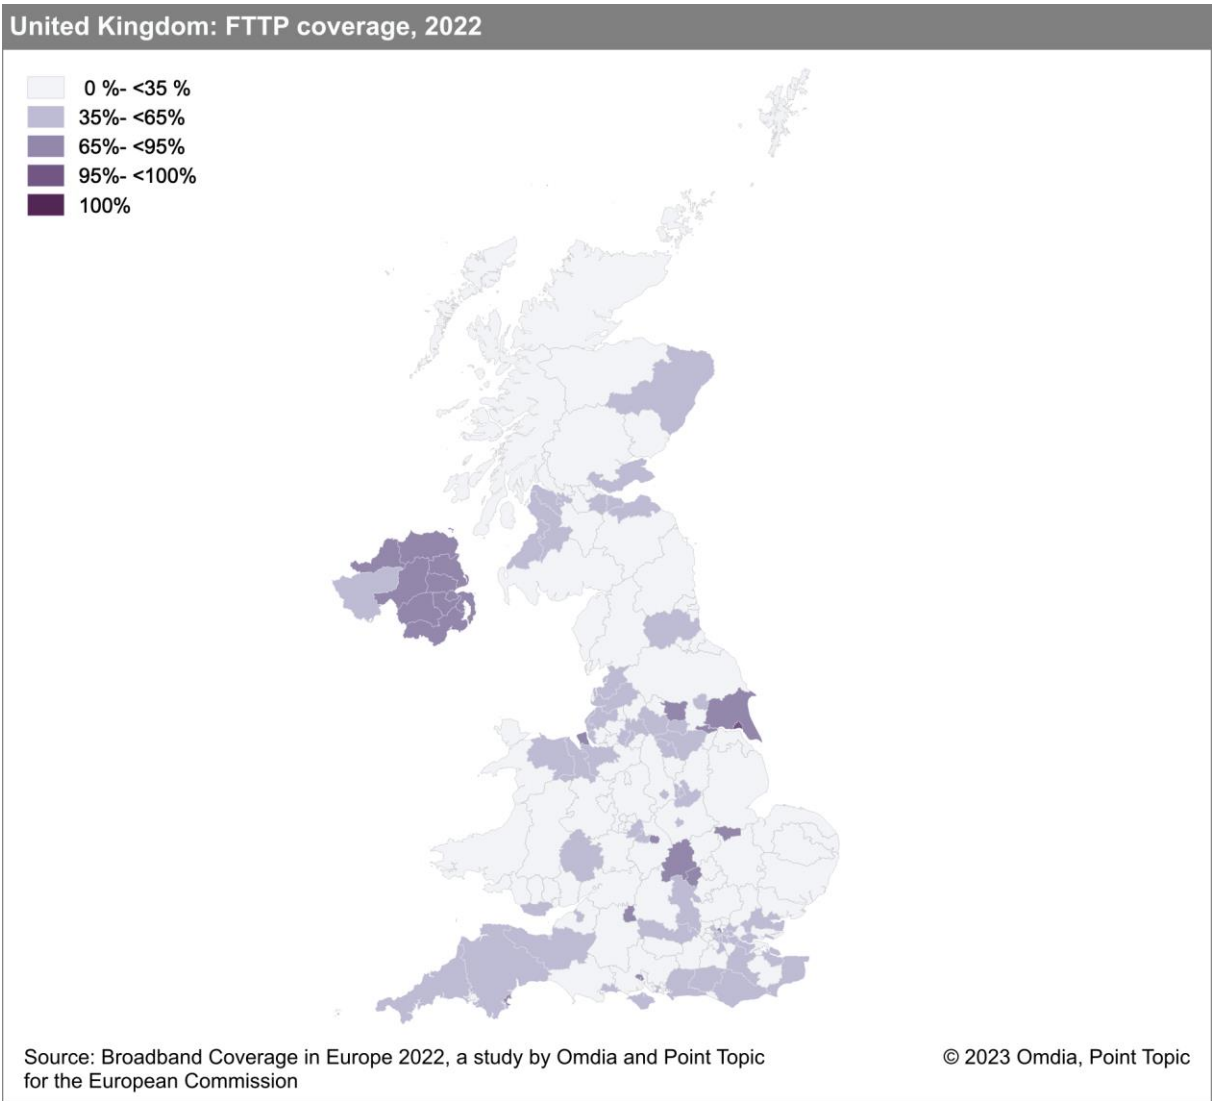 United Kingdom: FTTP coverage, 2022
0 %- <35 %
35%- <65%
65%- <95%
95%- <100%
100%
Source: Broadband Coverage in Europe 2022, a study by Omdia and Point Topic
for the European Commission
© 2023 Omdia, Point Topic